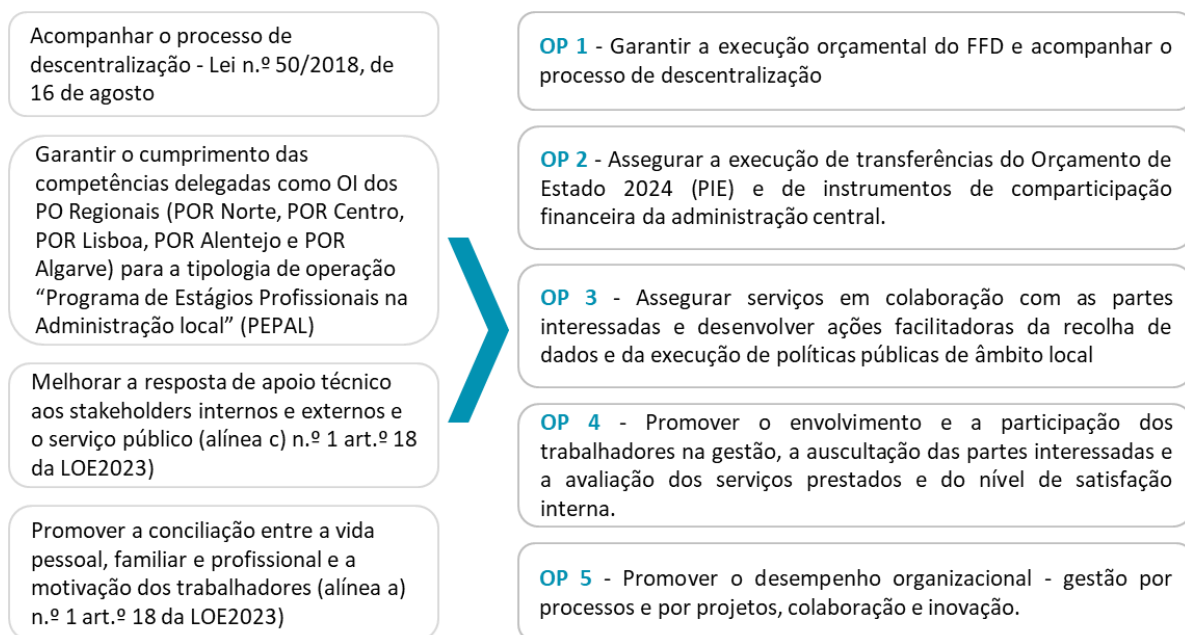 Acompanhar o processo de
descentralização - Lei n.º 50/2018, de
16 de agosto
Garantir o cumprimento das
competências delegadas como OI dos
PO Regionais (POR Norte, POR Centro,
POR Lisboa, POR Alentejo e POR
Algarve) para a tipologia de operação
“Programa de Estágios Profissionais na
Administração local” (PEPAL)
Melhorar a resposta de apoio técnico
aos stakeholders internos e externos e
o serviço público (alínea c) n.º 1 art.º 18
da LOE2023)
Promover a conciliação entre a vida
pessoal, familiar e profissional e a
motivação dos trabalhadores (alínea a)
n.º 1 art.º 18 da LOE2023)
OP 1 - Garantir a execução orçamental do FFD e acompanhar o
processo de descentralização
OP 2 - Assegurar a execução de transferências do Orçamento de
Estado 2024 (PIE) e de instrumentos de comparticipação
financeira da administração central.
OP 3 - Assegurar serviços em colaboração com as partes
interessadas e desenvolver ações facilitadoras da recolha de
dados e da execução de políticas públicas de âmbito local
OP 4 - Promover o envolvimento e a participação dos
trabalhadores na gestão, a auscultação das partes interessadas e
a avaliação dos serviços prestados e do nível de satisfação
interna.
OP 5 - Promover o desempenho organizacional - gestão por
processos e por projetos, colaboração e inovação.